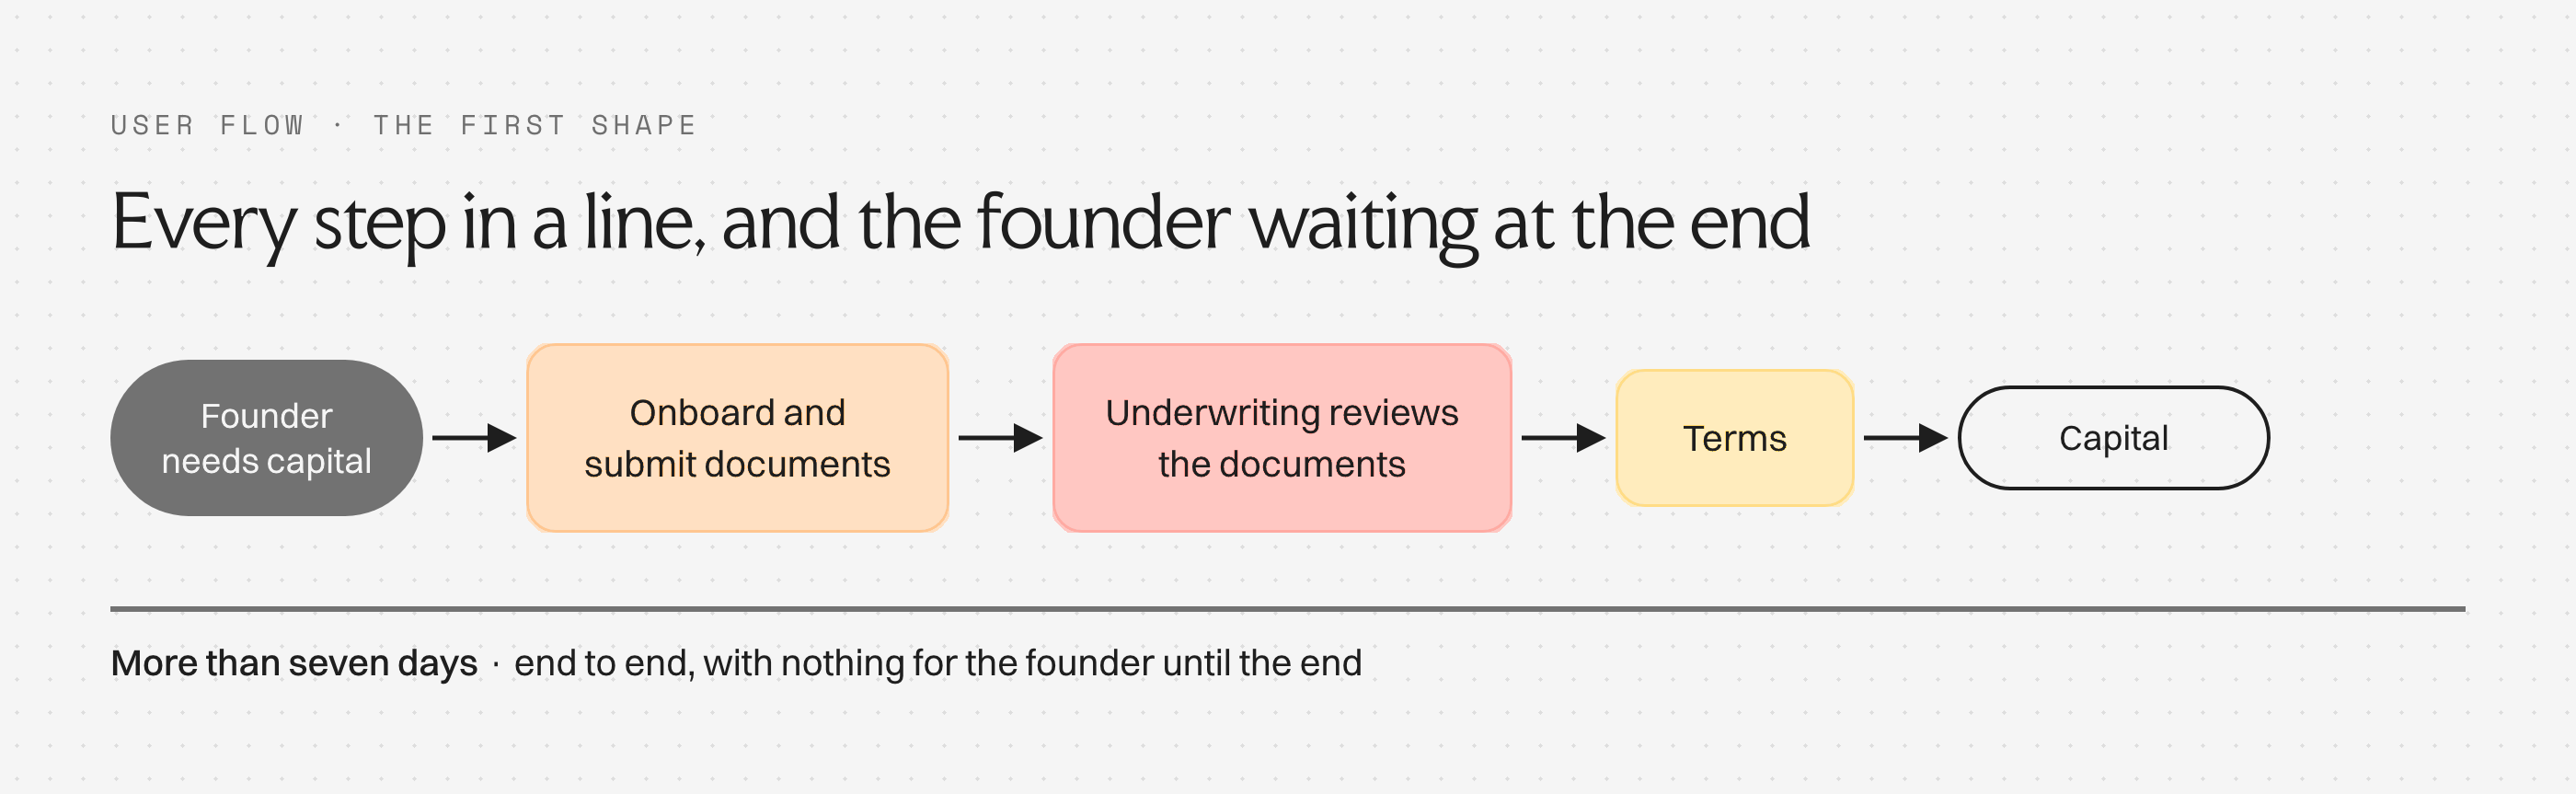 USER FLOW · THE FIRST SHAPE
Every step in a line, and the founder waiting at the end
Founder
needs capital
Onboard and
submit documents
Underwriting reviews
the documents
Terms
Capital
More than seven days · end to end, with nothing for the founder until the end